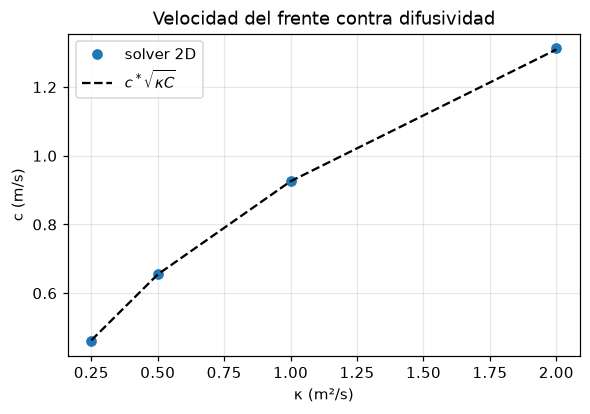 Velocidad del frente contra difusividad
solver 2D
c*√κC
c (m/s)
1.2
1.0
0.8
0.6
0.25 0.50 0.75 1.00 1.25 1.50 1.75 2.00
κ (m²/s)